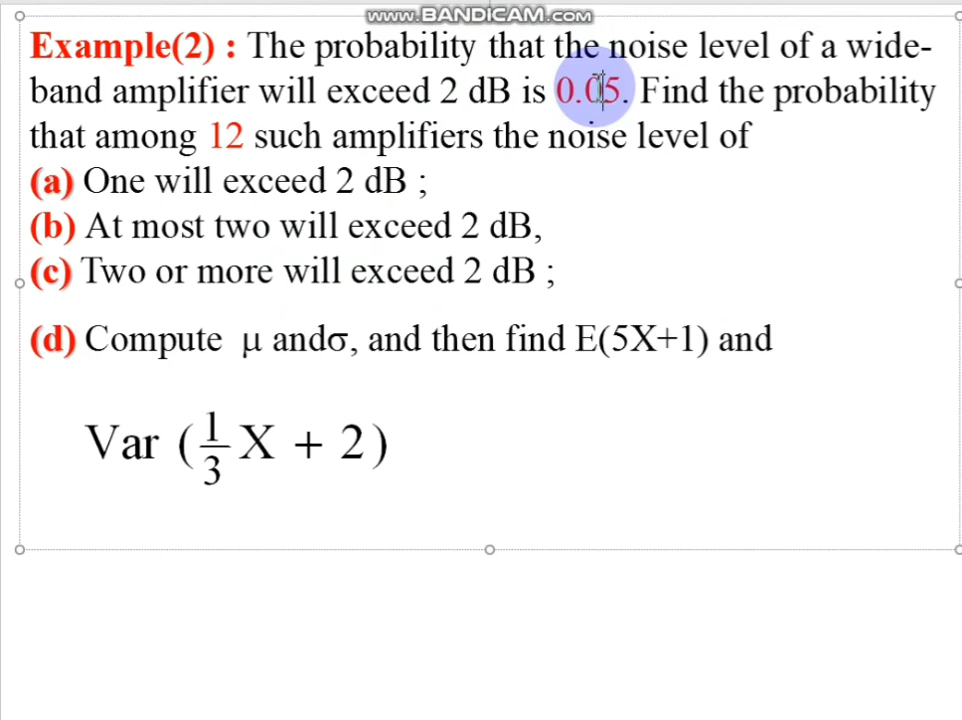 www.BANDICAM.com
Example(2) : The probability that the noise level of a wide-
band amplifier will exceed 2 dB is 0.05. Find the probability
that among 12 such amplifiers the noise level of
(a) One will exceed 2 dB ;
(b) At most two will exceed 2 dB,
(c) Two or more will exceed 2 dB ;
(d) Compute μ andσ, and then find E(5X+1) and
Var (1/3 X + 2)